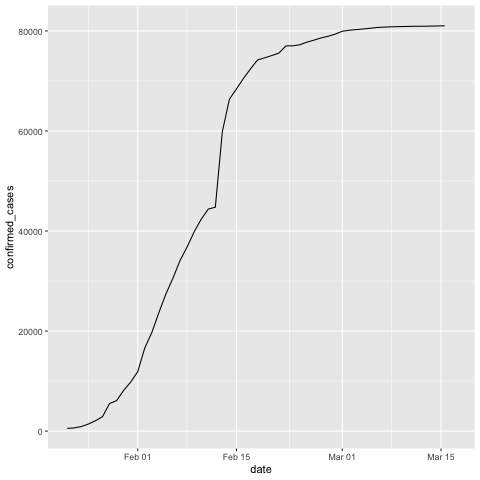 80000
60000
40000
20000
0
confirmed_cases
Feb 01
Feb 15
Mar 01
Mar 15
date